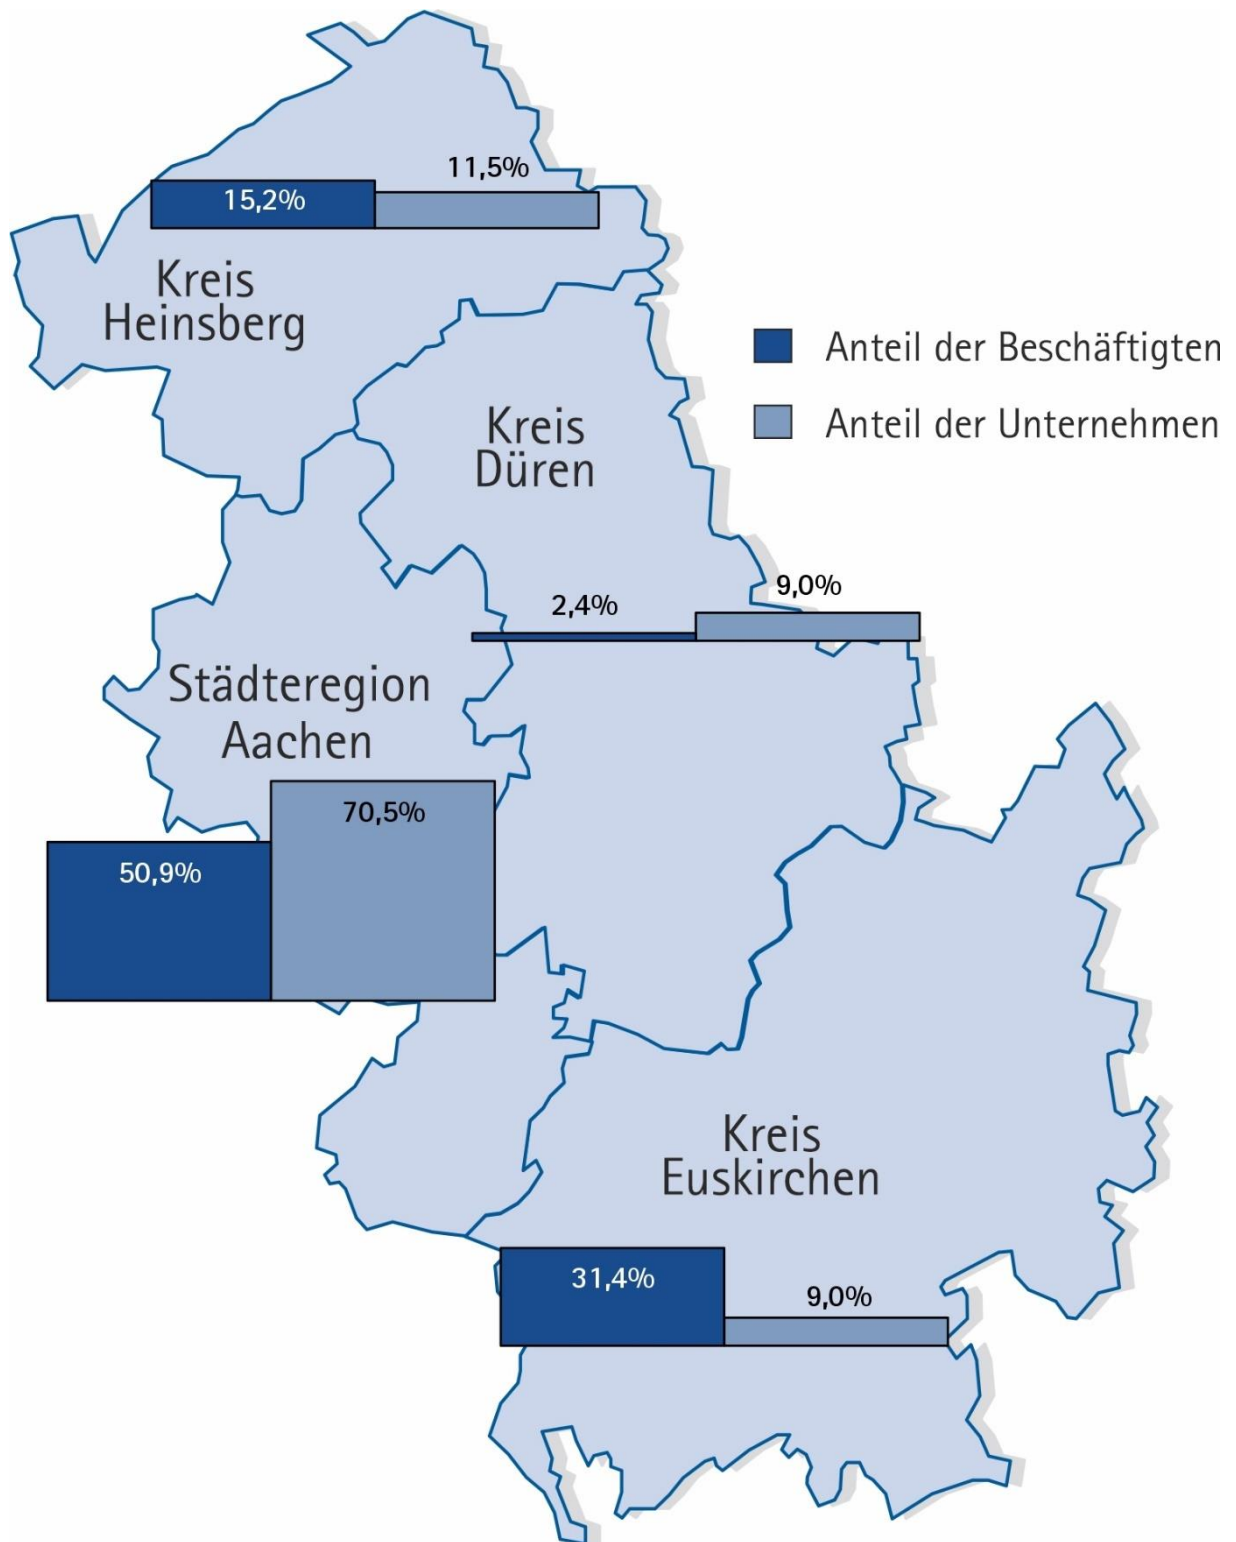 11,5%
15,2%
Kreis
Heinsberg
Anteil der Beschäftigten
Anteil der Unternehmen
Kreis
Düren
9,0%
2,4%
Städteregion
Aachen
70,5%
50,9%
Kreis
Euskirchen
31,4%
9,0%